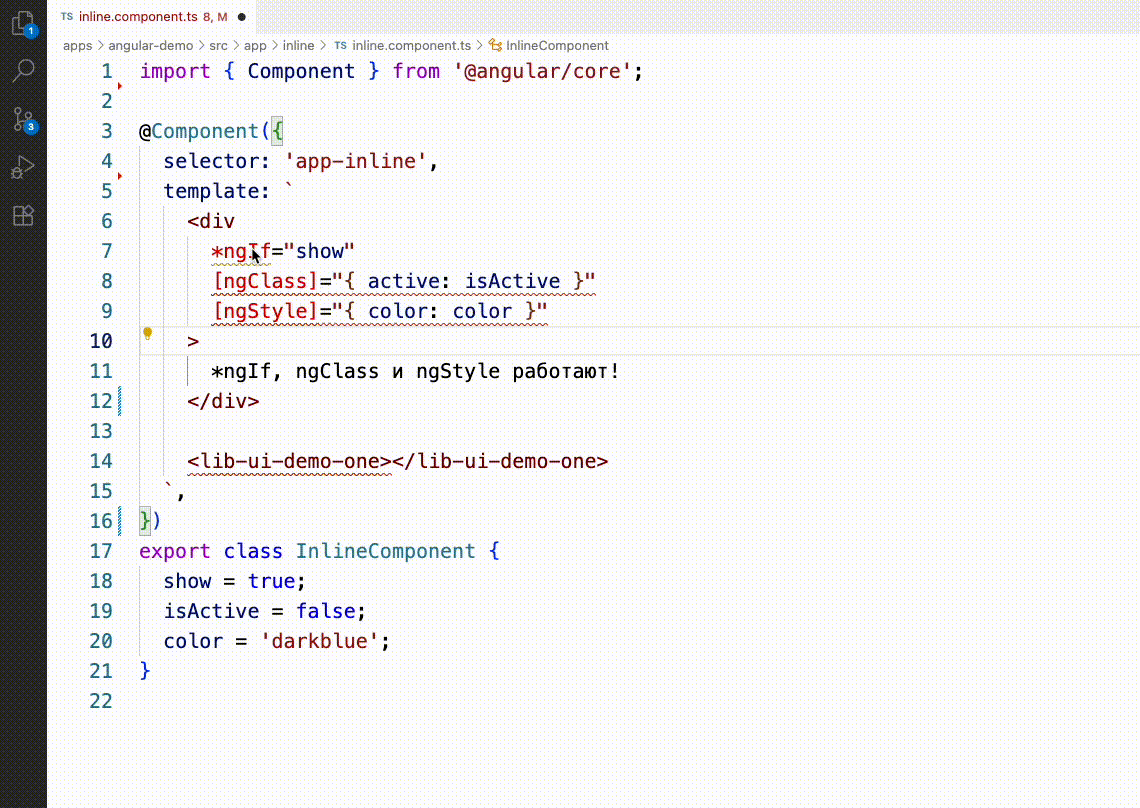 TS inline.component.ts 8, M
apps > angular-demo > src > app > inline > TS inline.component.ts > InlineComponent
1
3
1 import { Component } from '@angular/core';
2
3 @Component({
4 selector: 'app-inline',
5 template: `
6 <div
7 *ngIf="show"
8 [ngClass]="{ active: isActive }"
9 [ngStyle]="{ color: color }"
10 >
11 *ngIf, ngClass и ngStyle работают!
12 </div>
13
14 <lib-ui-demo-one></lib-ui-demo-one>
15 `,
16 })
17 export class InlineComponent {
18 show = true;
19 isActive = false;
20 color = 'darkblue';
21 }
22